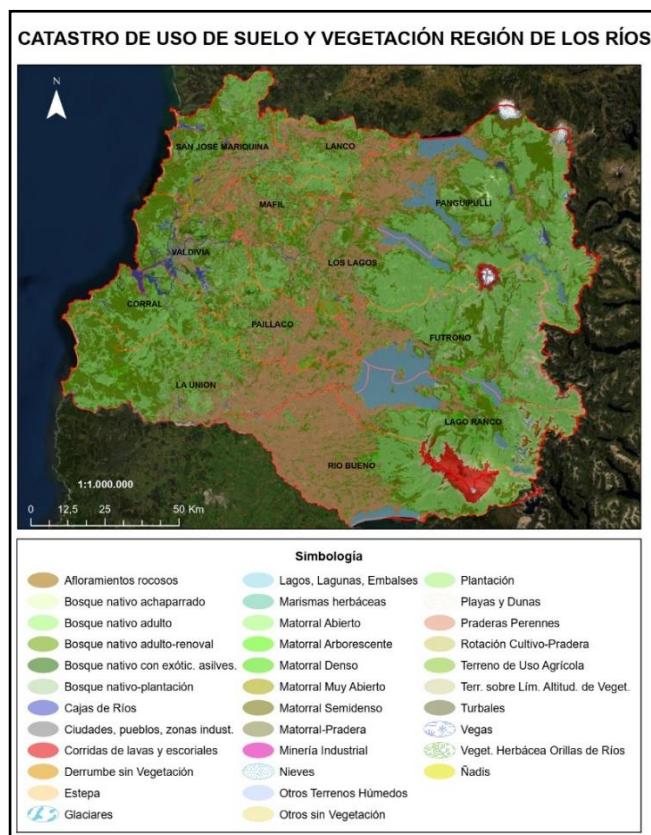 CATASTRO DE USO DE SUELO Y VEGETACIÓN REGIÓN DE LOS RÍOS
N
SAN JOSÉ MARIQUINA
LANCO
MAFIL
PANGUIPULLI
VALDIVIA
LOS LAGOS
CORRAL
PAILLACO
FUTRONO
LA UNION
LAGO RANCO
RIO BUENO
1:1.000.000
0 12,5 25 50 Km
Simbología
Afloramientos rocosos
Bosque nativo achaparrado
Bosque nativo adulto
Bosque nativo adulto-renoval
Bosque nativo con exótic. asilves.
Bosque nativo-plantación
Cajas de Ríos
Ciudades, pueblos, zonas indust.
Corridas de lavas y escoriales
Derrumbe sin Vegetación
Estepa
Glaciares
Lagos, Lagunas, Embalses
Marismas herbáceas
Matorral Abierto
Matorral Arborescente
Matorral Denso
Matorral Muy Abierto
Matorral Semidenso
Matorral-Pradera
Minería Industrial
Nieves
Otros Terrenos Húmedos
Otros sin Vegetación
Plantación
Playas y Dunas
Praderas Perennes
Rotación Cultivo-Pradera
Terreno de Uso Agrícola
Terr. sobre Lím. Altitud. de Veget.
Turbales
Vegas
Veget. Herbácea Orillas de Ríos
Ñadis